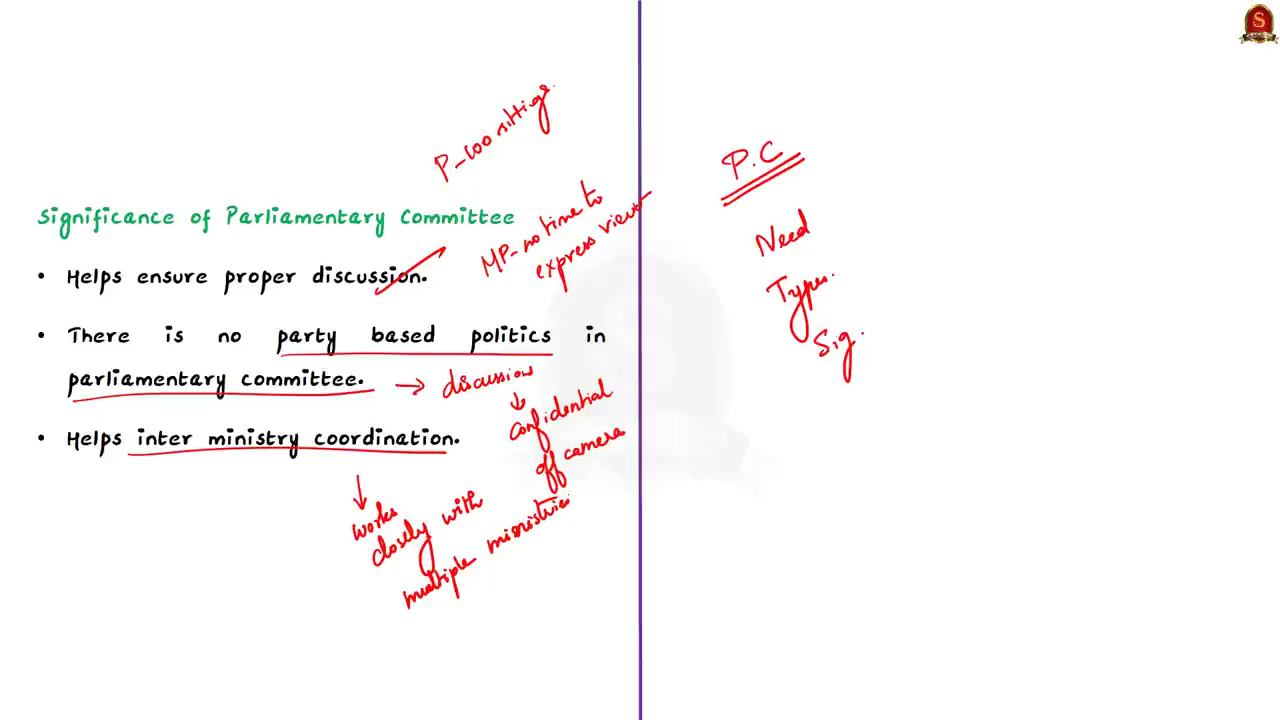 P-100 sittings
Significance of Parliamentary Committee
MP-no time to
express views
• Helps ensure proper discussion.
• There is no party based politics in
parliamentary committee. → discussion
↓
confidential
off camera
• Helps inter ministry coordination.
↓
works
closely with
multiple ministries
P.C
Need
Types.
Sig.
S